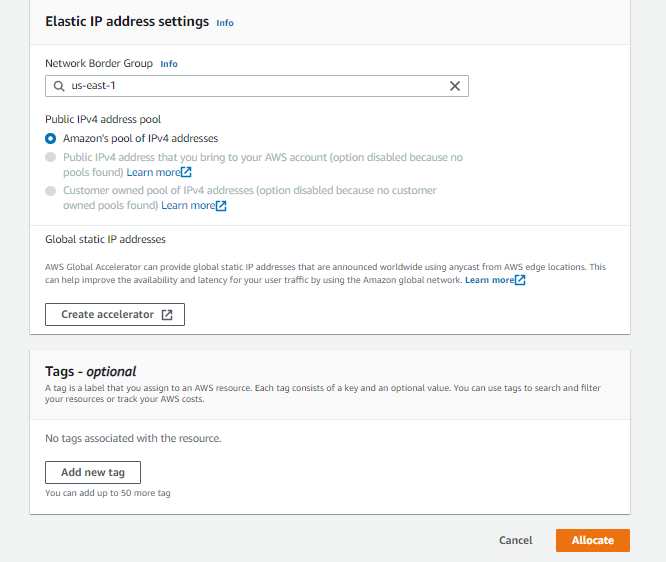 Elastic IP address settings Info
Network Border Group Info
us-east-1
Public IPv4 address pool
Amazon's pool of IPv4 addresses
Public IPv4 address that you bring to your AWS account (option disabled because no
pools found) Learn more
Customer owned pool of IPv4 addresses (option disabled because no customer
owned pools found) Learn more
Global static IP addresses
AWS Global Accelerator can provide global static IP addresses that are announced worldwide using anycast from AWS edge locations. This
can help improve the availability and latency for your user traffic by using the Amazon global network. Learn more
Create accelerator
Tags - optional
A tag is a label that you assign to an AWS resource. Each tag consists of a key and an optional value. You can use tags to search and filter
your resources or track your AWS costs.
No tags associated with the resource.
Add new tag
You can add up to 50 more tag
Cancel Allocate